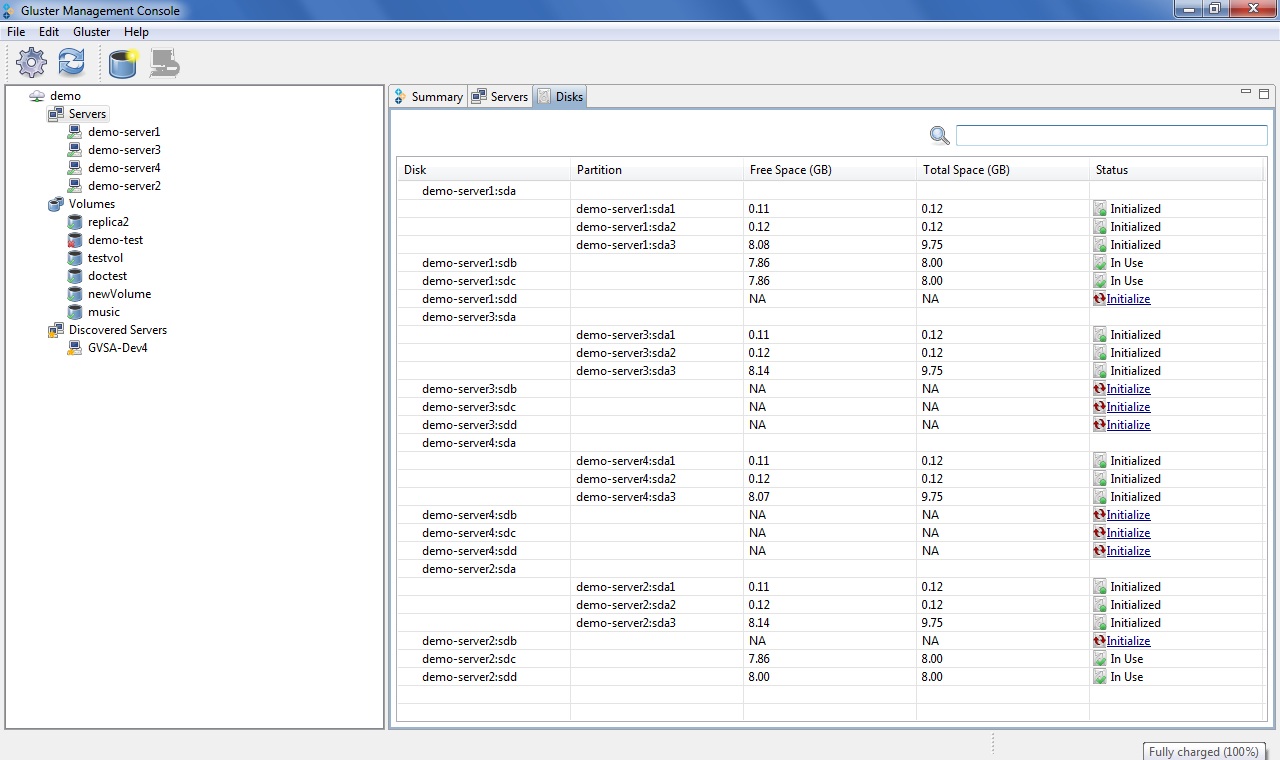 Gluster Management Console
File Edit Gluster Help
demo
Servers
demo-server1
demo-server3
demo-server4
demo-server2
Volumes
replica2
demo-test
testvol
doctest
newVolume
music
Discovered Servers
GVSA-Dev4
Summary Servers Disks
Disk Partition Free Space (GB) Total Space (GB) Status
demo-server1:sda
demo-server1:sda1 0.11 0.12 Initialized
demo-server1:sda2 0.12 0.12 Initialized
demo-server1:sda3 8.08 9.75 Initialized
demo-server1:sdb 7.86 8.00 In Use
demo-server1:sdc 7.86 8.00 In Use
demo-server1:sdd NA NA Initialize
demo-server3:sda
demo-server3:sda1 0.11 0.12 Initialized
demo-server3:sda2 0.12 0.12 Initialized
demo-server3:sda3 8.14 9.75 Initialized
demo-server3:sdb NA NA Initialize
demo-server3:sdc NA NA Initialize
demo-server3:sdd NA NA Initialize
demo-server4:sda
demo-server4:sda1 0.11 0.12 Initialized
demo-server4:sda2 0.12 0.12 Initialized
demo-server4:sda3 8.07 9.75 Initialized
demo-server4:sdb NA NA Initialize
demo-server4:sdc NA NA Initialize
demo-server4:sdd NA NA Initialize
demo-server2:sda
demo-server2:sda1 0.11 0.12 Initialized
demo-server2:sda2 0.12 0.12 Initialized
demo-server2:sda3 8.14 9.75 Initialized
demo-server2:sdb NA NA Initialize
demo-server2:sdc 7.86 8.00 In Use
demo-server2:sdd 8.00 8.00 In Use
Fully charged (100%)